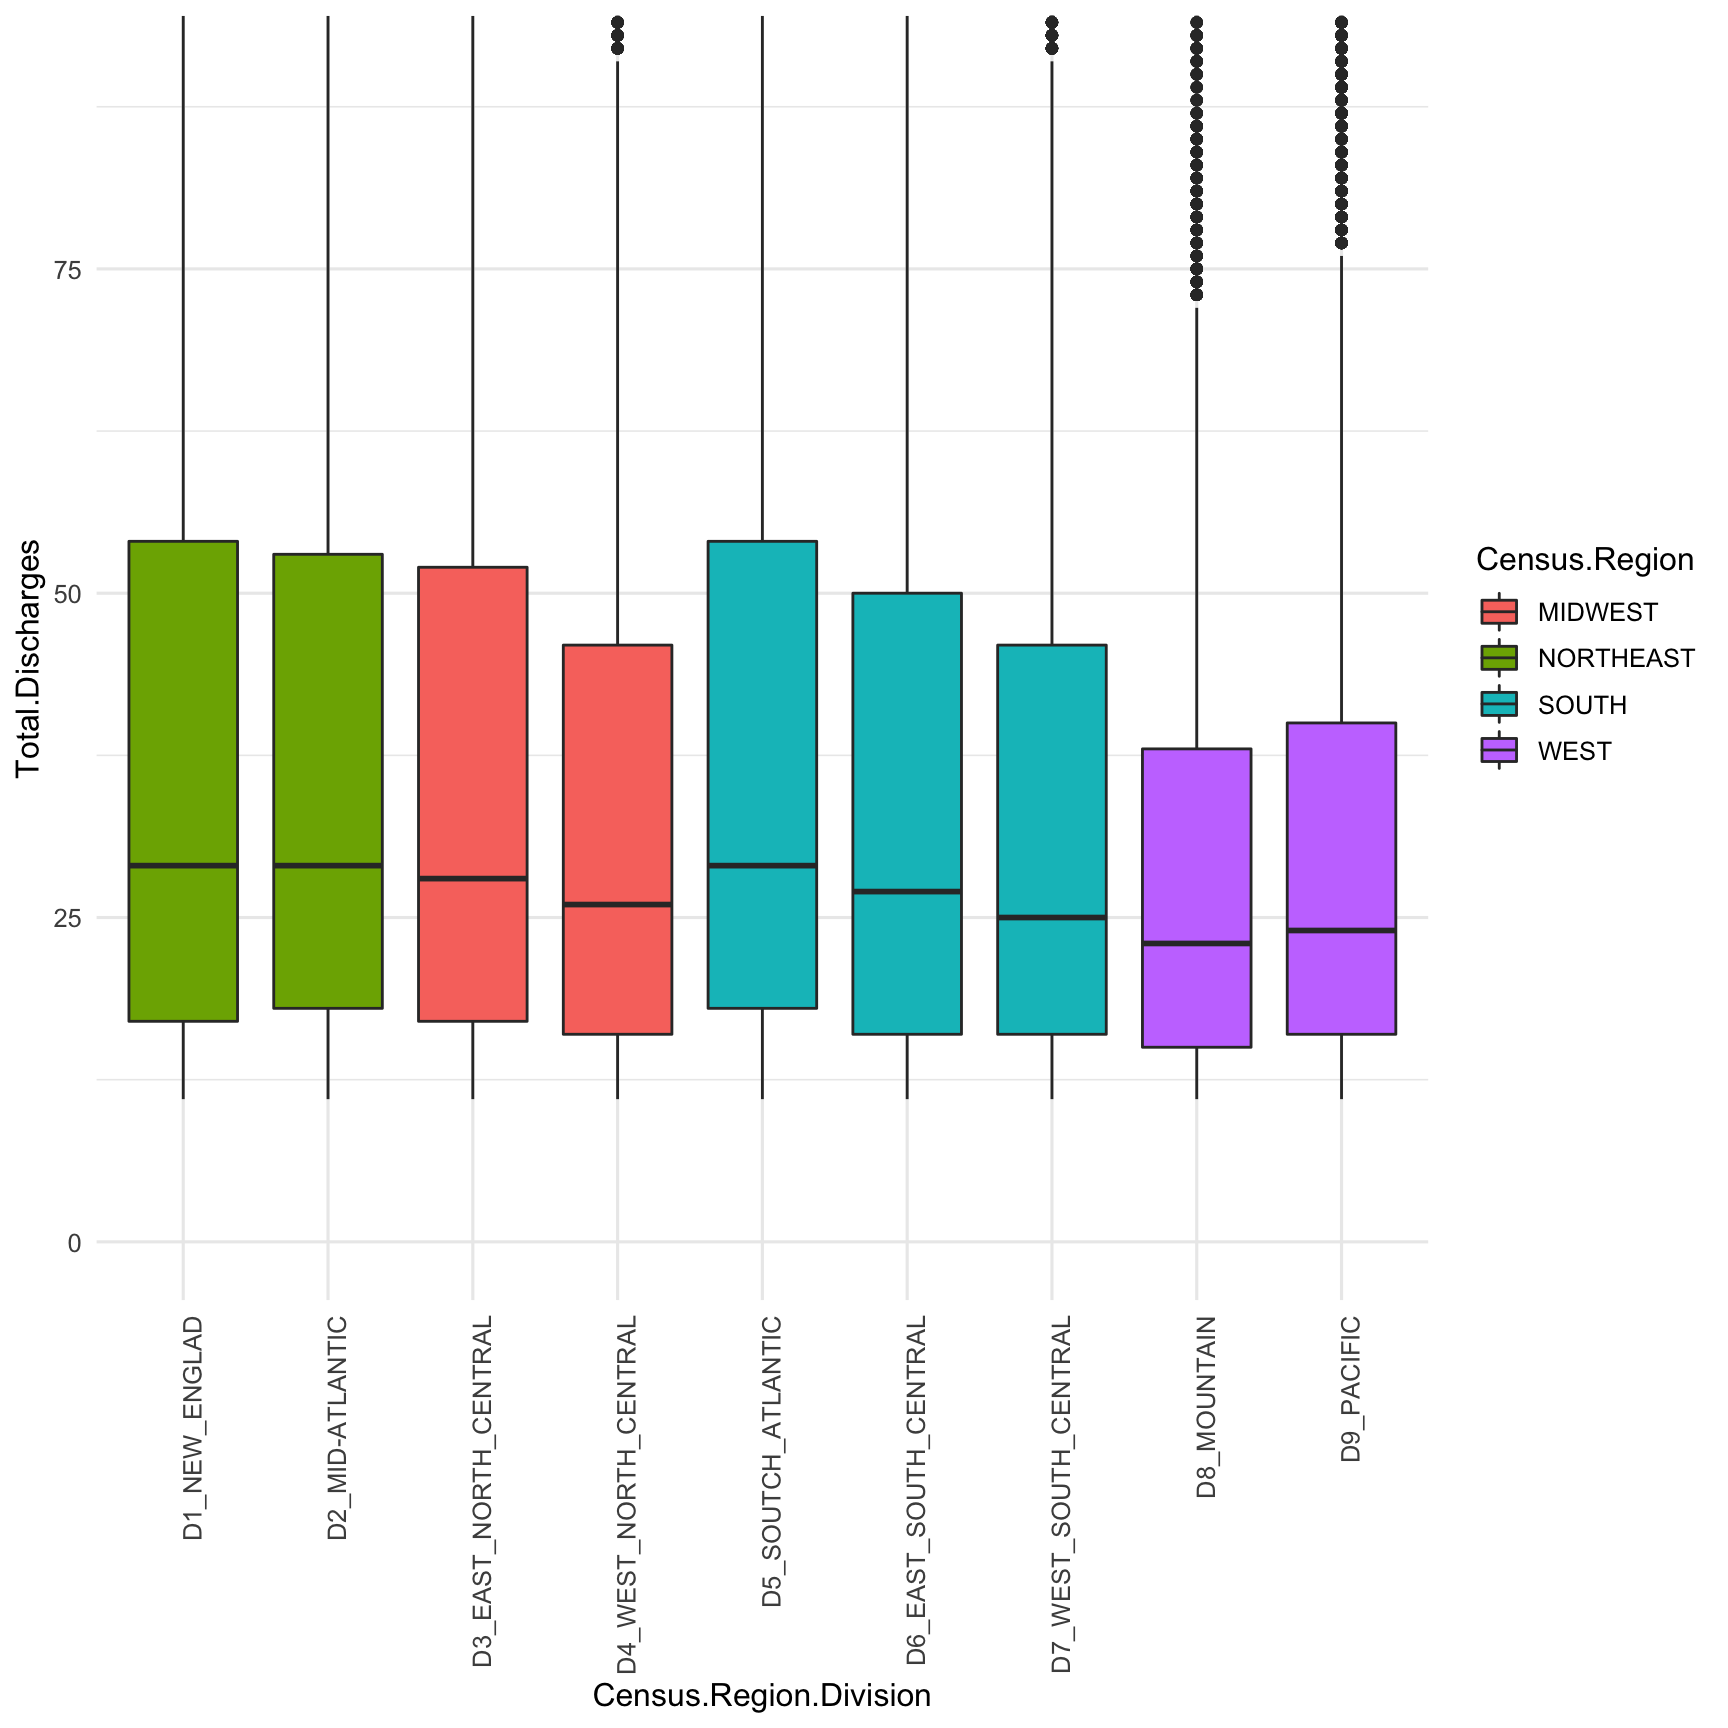 Total.Discharges
75
50
25
0
D1_NEW_ENGLAD
D2_MID-ATLANTIC
D3_EAST_NORTH_CENTRAL
D4_WEST_NORTH_CENTRAL
D5_SOUTCH_ATLANTIC
D6_EAST_SOUTH_CENTRAL
D7_WEST_SOUTH_CENTRAL
D8_MOUNTAIN
D9_PACIFIC
Census.Region.Division
Census.Region
MIDWEST
NORTHEAST
SOUTH
WEST